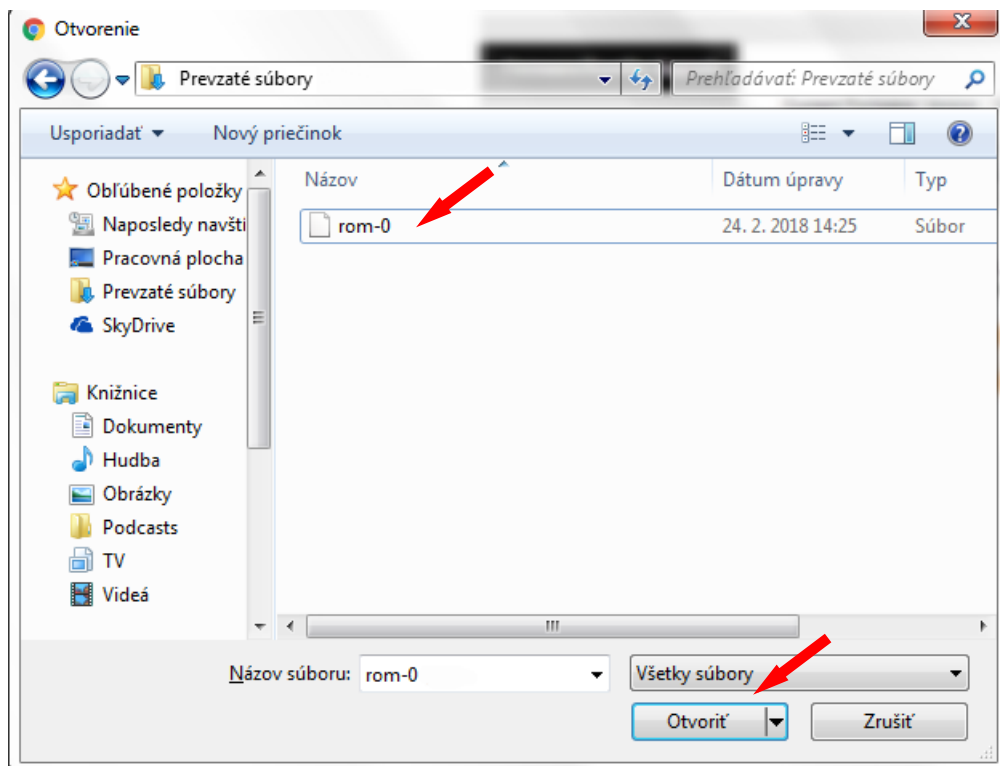 Otvorenie
Prevzaté súbory
Prehľadávať: Prevzaté súbory
Usporiadať
Nový priečinok
Názov
Dátum úpravy
Typ
rom-0
24. 2. 2018 14:25
Súbor
Obľúbené položky
Naposledy navští
Pracovná plocha
Prevzaté súbory
SkyDrive
Knižnice
Dokumenty
Hudba
Obrázky
Podcasts
TV
Videá
Názov súboru:
rom-0
Všetky súbory
Otvoriť
Zrušiť